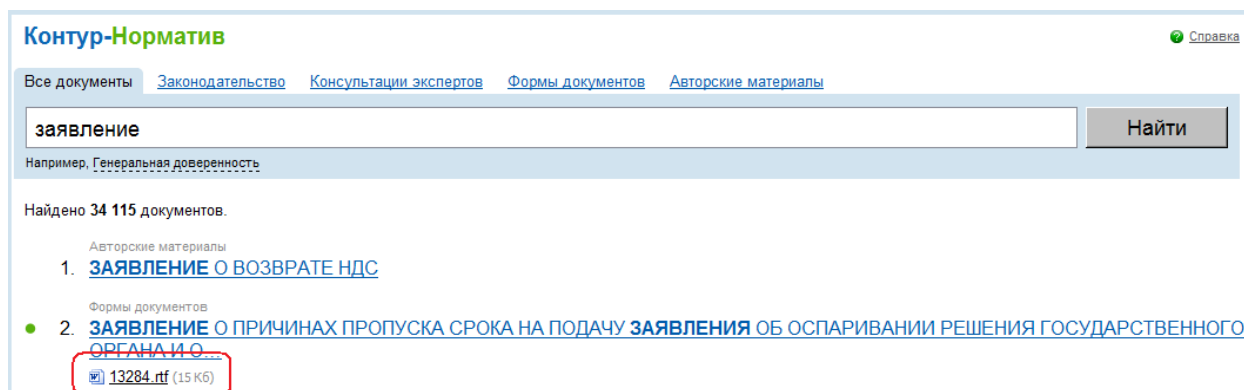 Контур-Норматив
Справка
Все документы Законодательство Консультации экспертов Формы документов Авторские материалы
заявление
Найти
Например, Генеральная доверенность
Найдено 34 115 документов.
Авторские материалы
1. ЗАЯВЛЕНИЕ О ВОЗВРАТЕ НДС
Формы документов
2. ЗАЯВЛЕНИЕ О ПРИЧИНАХ ПРОПУСКА СРОКА НА ПОДАЧУ ЗАЯВЛЕНИЯ ОБ ОСПАРИВАНИИ РЕШЕНИЯ ГОСУДАРСТВЕННОГО
ОРГАНА И О...
13284.rtf (15 Кб)